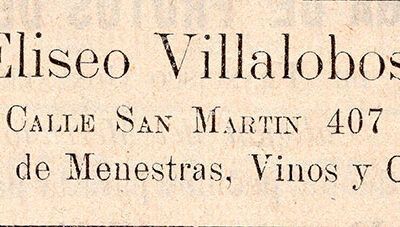 Eliseo Villalobos
CALLE SAN MARTIN 407
de Menestras, Vinos y